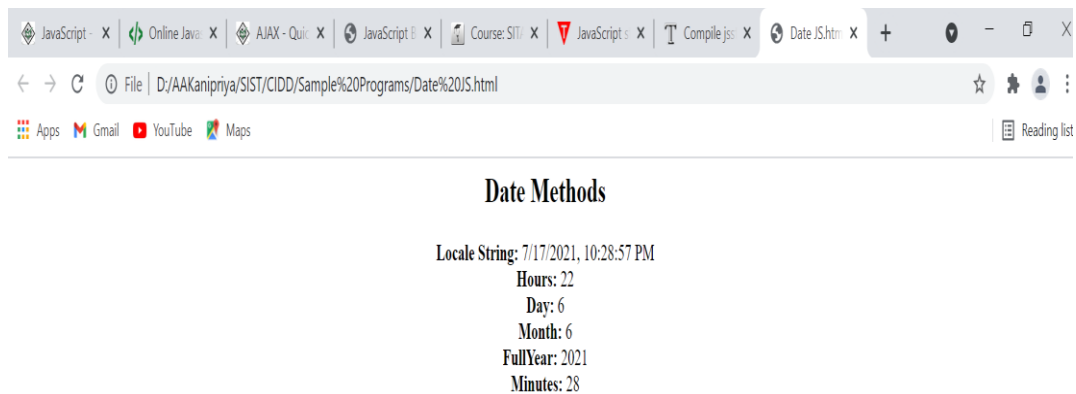 JavaScript - Online Java AJAX - Quic JavaScript Course: SIT JavaScript s Compile jss Date JS.htm
File D:/AAKanipriya/SIST/CIDD/Sample%20Programs/Date%20JS.html
Apps Gmail YouTube Maps Reading list
Date Methods
Locale String: 7/17/2021, 10:28:57 PM
Hours: 22
Day: 6
Month: 6
FullYear: 2021
Minutes: 28